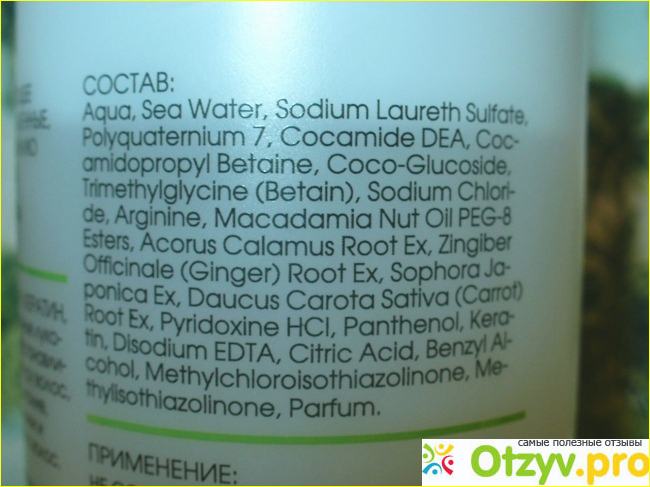 СОСТАВ:
Aqua, Sea Water, Sodium Laureth Sulfate,
Polyquaternium 7, Cocamide DEA, Coc-
amidopropyl Betaine, Coco-Glucoside,
Trimethylglycine (Betain), Sodium Chlori-
de, Arginine, Macadamia Nut Oil PEG-8
Esters, Acorus Calamus Root Ex, Zingiber
Officinale (Ginger) Root Ex, Sophora Ja-
ponica Ex, Daucus Carota Sativa (Carrot)
Root Ex, Pyridoxine HCl, Panthenol, Kera-
tin, Disodium EDTA, Citric Acid, Benzyl Al-
cohol, Methylchloroisothiazolinone, Me-
thylisothiazolinone, Parfum.
ПРИМЕНЕНИЕ:
самые полезные отзывы
Otzyv.pro